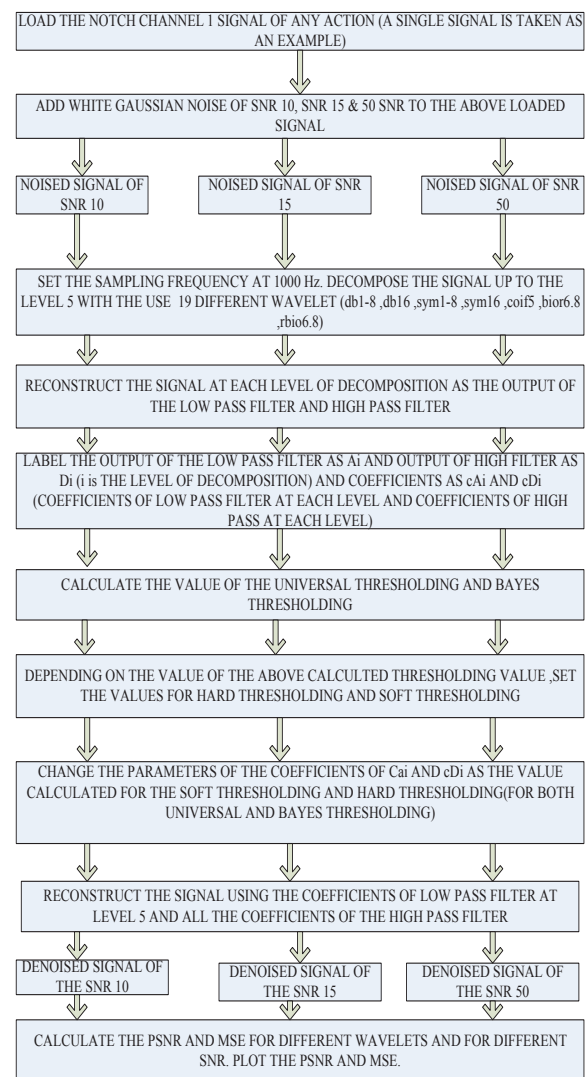 LOAD THE NOTCH CHANNEL 1 SIGNAL OF ANY ACTION (A SINGLE SIGNAL IS TAKEN AS
AN EXAMPLE)
ADD WHITE GAUSSIAN NOISE OF SNR 10, SNR 15 & 50 SNR TO THE ABOVE LOADED
SIGNAL
NOISED SIGNAL OF
SNR 10
NOISED SIGNAL OF SNR
15
NOISED SIGNAL OF SNR
50
SET THE SAMPLING FREQUENCY AT 1000 Hz. DECOMPOSE THE SIGNAL UP TO THE
LEVEL 5 WITH THE USE 19 DIFFERENT WAVELET (db1-8 ,db16 ,sym1-8 ,sym16 ,coif5 ,bior6.8
,rbio6.8)
RECONSTRUCT THE SIGNAL AT EACH LEVEL OF DECOMPOSITION AS THE OUTPUT OF
THE LOW PASS FILTER AND HIGH PASS FILTER
LABEL THE OUTPUT OF THE LOW PASS FILTER AS Ai AND OUTPUT OF HIGH FILTER AS
Di (i is THE LEVEL OF DECOMPOSITION) AND COEFFICIENTS AS cAi AND cDi
(COEFFICIENTS OF LOW PASS FILTER AT EACH LEVEL AND COEFFICIENTS OF HIGH
PASS AT EACH LEVEL)
CALCULATE THE VALUE OF THE UNIVERSAL THRESHOLDING AND BAYES
THRESHOLDING
DEPENDING ON THE VALUE OF THE ABOVE CALCULTED THRESHOLDING VALUE ,SET
THE VALUES FOR HARD THRESHOLDING AND SOFT THRESHOLDING
CHANGE THE PARAMETERS OF THE COEFFICIENTS OF Cai AND cDi AS THE VALUE
CALCULATED FOR THE SOFT THRESHOLDING AND HARD THRESHOLDING(FOR BOTH
UNIVERSAL AND BAYES THRESHOLDING)
RECONSTRUCT THE SIGNAL USING THE COEFFICIENTS OF LOW PASS FILTER AT
LEVEL 5 AND ALL THE COEFFICIENTS OF THE HIGH PASS FILTER
DENOISED SIGNAL OF
THE SNR 10
DENOISED SIGNAL OF
THE SNR 15
DENOISED SIGNAL OF
THE SNR 50
CALCULATE THE PSNR AND MSE FOR DIFFERENT WAVELETS AND FOR DIFFERENT
SNR. PLOT THE PSNR AND MSE.